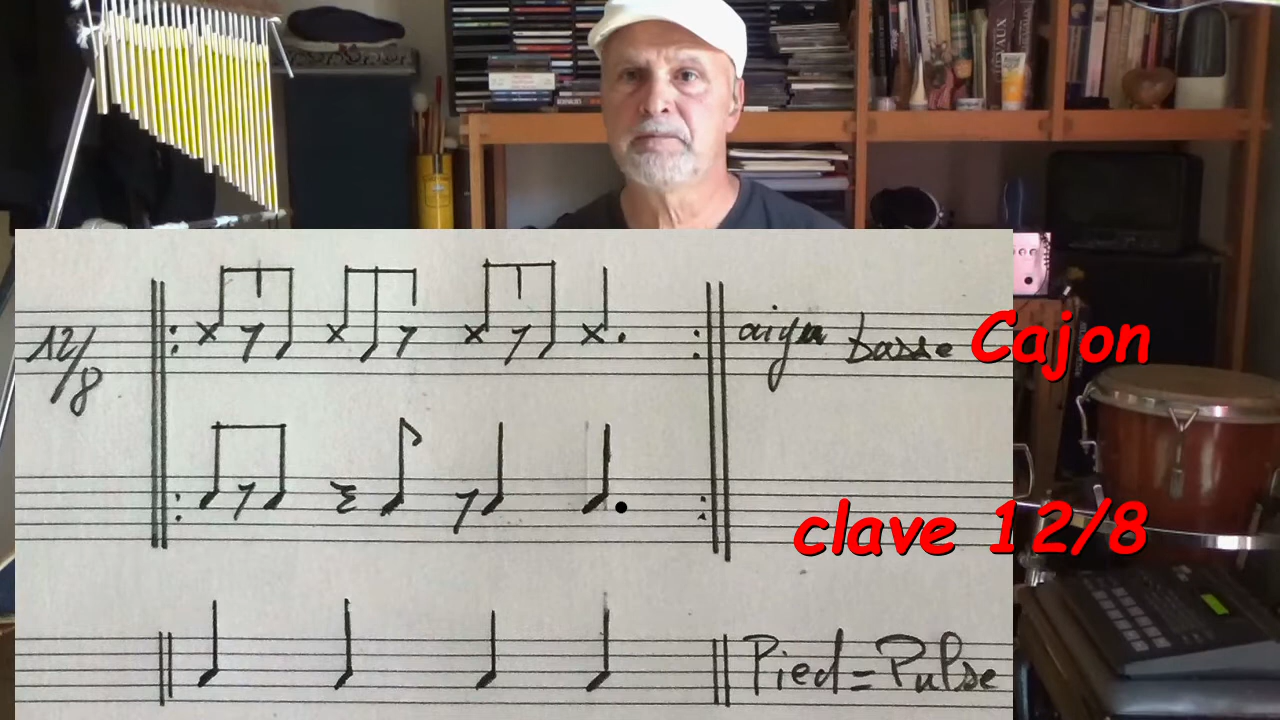 12/8 aigu basse Cajon
clave 12/8
Pied = Pulse